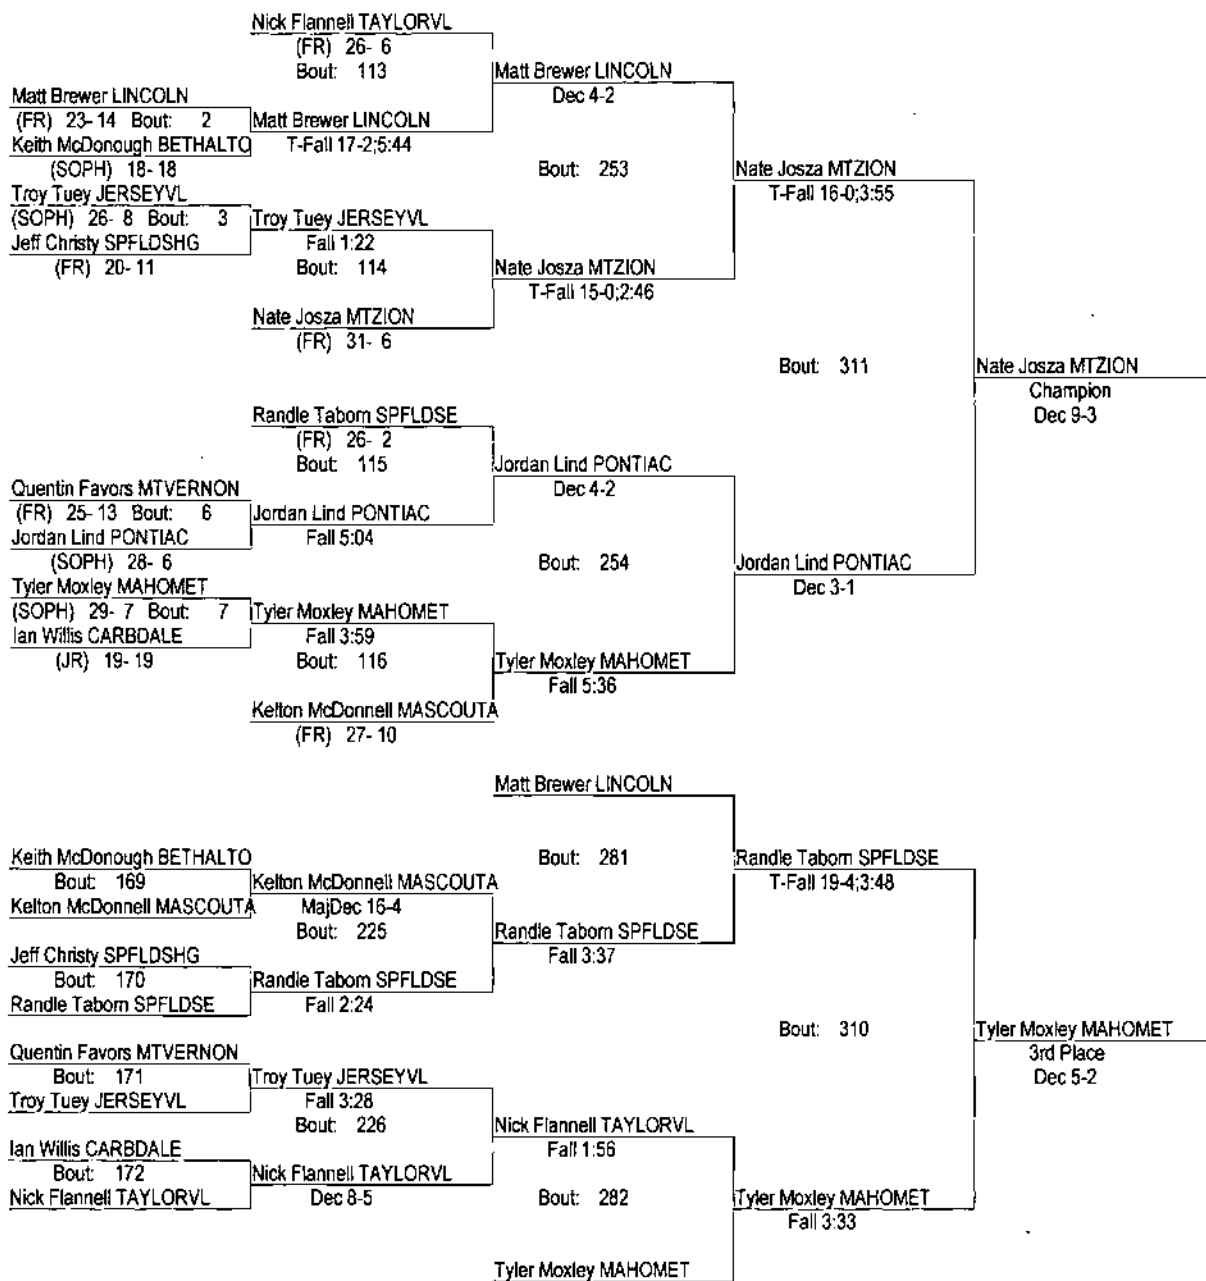 Nick Flannell TAYLORVL
(FR) 26- 6
Bout: 113
Matt Brewer LINCOLN
Dec 4-2
Matt Brewer LINCOLN
(FR) 23-14 Bout: 2
Matt Brewer LINCOLN
T-Fall 17-2;5:44
Keith McDonough BETHALTO
(SOPH) 18- 18
Bout: 253
Nate Josza MTZION
T-Fall 16-0;3:55
Troy Tuey JERSEYVL
(SOPH) 26- 8 Bout: 3
Troy Tuey JERSEYVL
Fall 1:22
Jeff Christy SPFLDSHG
(FR) 20- 11
Bout: 114
Nate Josza MTZION
T-Fall 15-0;2:46
Nate Josza MTZION
(FR) 31- 6
Bout: 311
Nate Josza MTZION
Champion
Dec 9-3
Randle Taborn SPFLDSE
(FR) 26- 2
Bout: 115
Jordan Lind PONTIAC
Dec 4-2
Quentin Favors MTVERNON
(FR) 25- 13 Bout: 6
Jordan Lind PONTIAC
Fall 5:04
Jordan Lind PONTIAC
(SOPH) 28- 6
Bout: 254
Jordan Lind PONTIAC
Dec 3-1
Tyler Moxley MAHOMET
(SOPH) 29- 7 Bout: 7
Tyler Moxley MAHOMET
Fall 3:59
Ian Willis CARBDALE
(JR) 19- 19
Bout: 116
Tyler Moxley MAHOMET
Fall 5:36
Kelton McDonnell MASCOUTA
(FR) 27- 10
Matt Brewer LINCOLN
Bout: 281
Randle Taborn SPFLDSE
T-Fall 19-4;3:48
Keith McDonough BETHALTO
Bout: 169
Kelton McDonnell MASCOUTA
MajDec 16-4
Kelton McDonnell MASCOUTA
Bout: 225
Randle Taborn SPFLDSE
Fall 3:37
Jeff Christy SPFLDSHG
Bout: 170
Randle Taborn SPFLDSE
Fall 2:24
Randle Taborn SPFLDSE
Bout: 310
Tyler Moxley MAHOMET
3rd Place
Dec 5-2
Quentin Favors MTVERNON
Bout: 171
Troy Tuey JERSEYVL
Fall 3:28
Troy Tuey JERSEYVL
Bout: 226
Nick Flannell TAYLORVL
Fall 1:56
Ian Willis CARBDALE
Bout: 172
Nick Flannell TAYLORVL
Dec 8-5
Nick Flannell TAYLORVL
Bout: 282
Tyler Moxley MAHOMET
Fall 3:33
Tyler Moxley MAHOMET